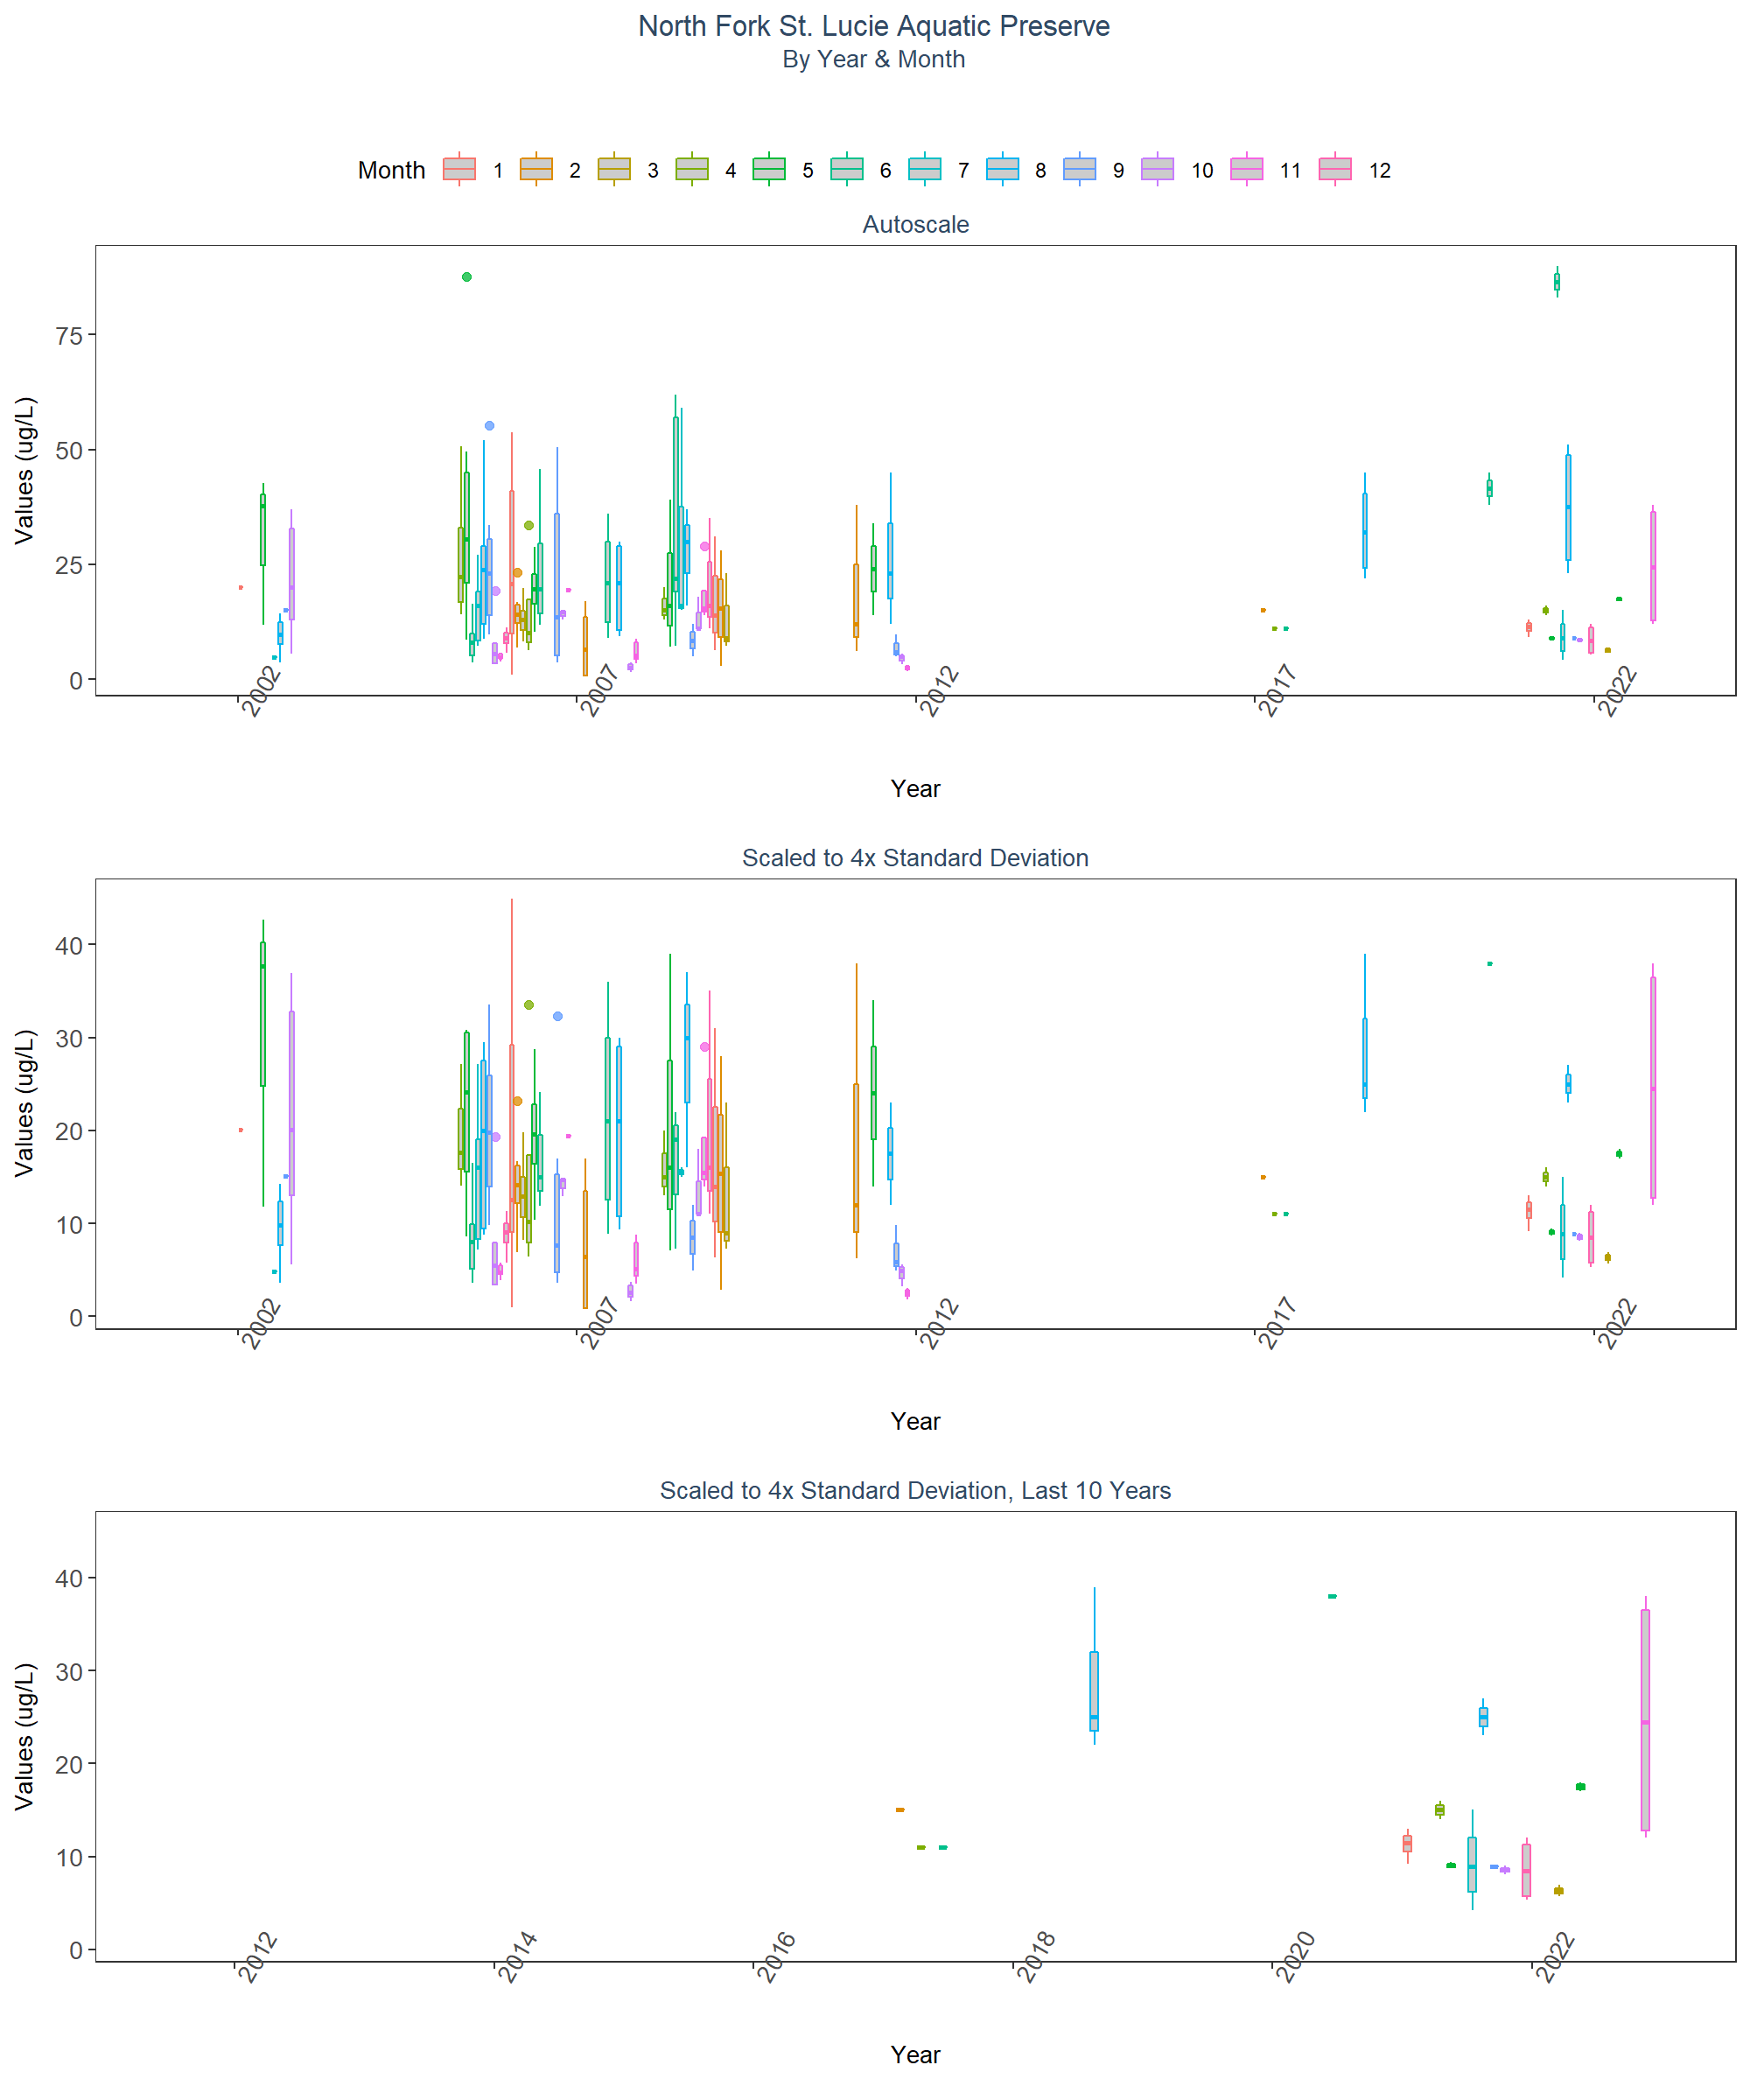 North Fork St. Lucie Aquatic Preserve
By Year & Month
Month 1 2 3 4 5 6 7 8 9 10 11 12
Autoscale
Values (ug/L)
75
50
25
0
2002 2007 2012 2017 2022
Year
Scaled to 4x Standard Deviation
Values (ug/L)
40
30
20
10
0
2002 2007 2012 2017 2022
Year
Scaled to 4x Standard Deviation, Last 10 Years
Values (ug/L)
40
30
20
10
0
2012 2014 2016 2018 2020 2022
Year